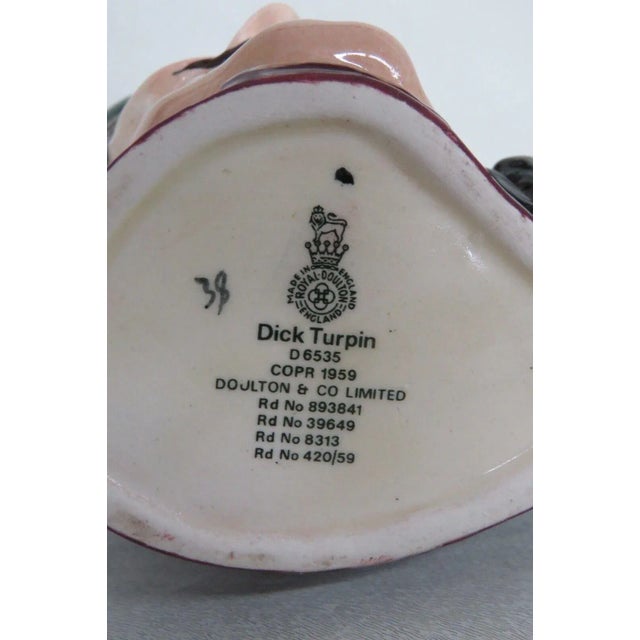 MADE IN ENGLAND
ROYAL · DOULTON
ENGLAND
38
Dick Turpin
D 6535
COPR 1959
DOULTON & CO LIMITED
Rd No 893841
Rd No 39649
Rd No 8313
Rd No 420/59